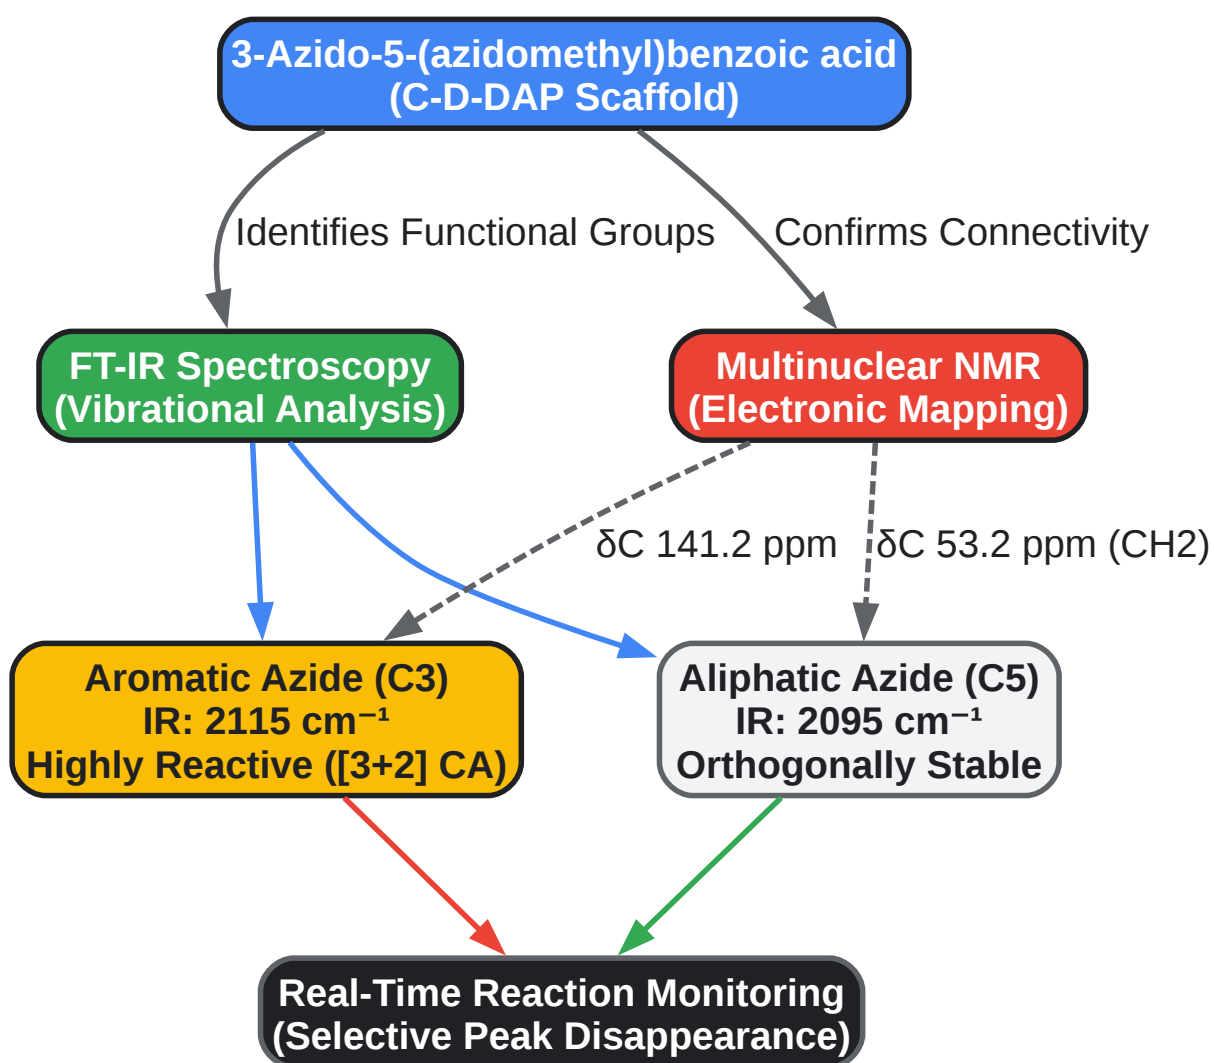 3-Azido-5-(azidomethyl)benzoic acid
(C-D-DAP Scaffold)
Identifies Functional Groups
Confirms Connectivity
FT-IR Spectroscopy
(Vibrational Analysis)
Multinuclear NMR
(Electronic Mapping)
δC 141.2 ppm
δC 53.2 ppm (CH2)
Aromatic Azide (C3)
IR: 2115 cm⁻¹
Highly Reactive ([3+2] CA)
Aliphatic Azide (C5)
IR: 2095 cm⁻¹
Orthogonally Stable
Real-Time Reaction Monitoring
(Selective Peak Disappearance)